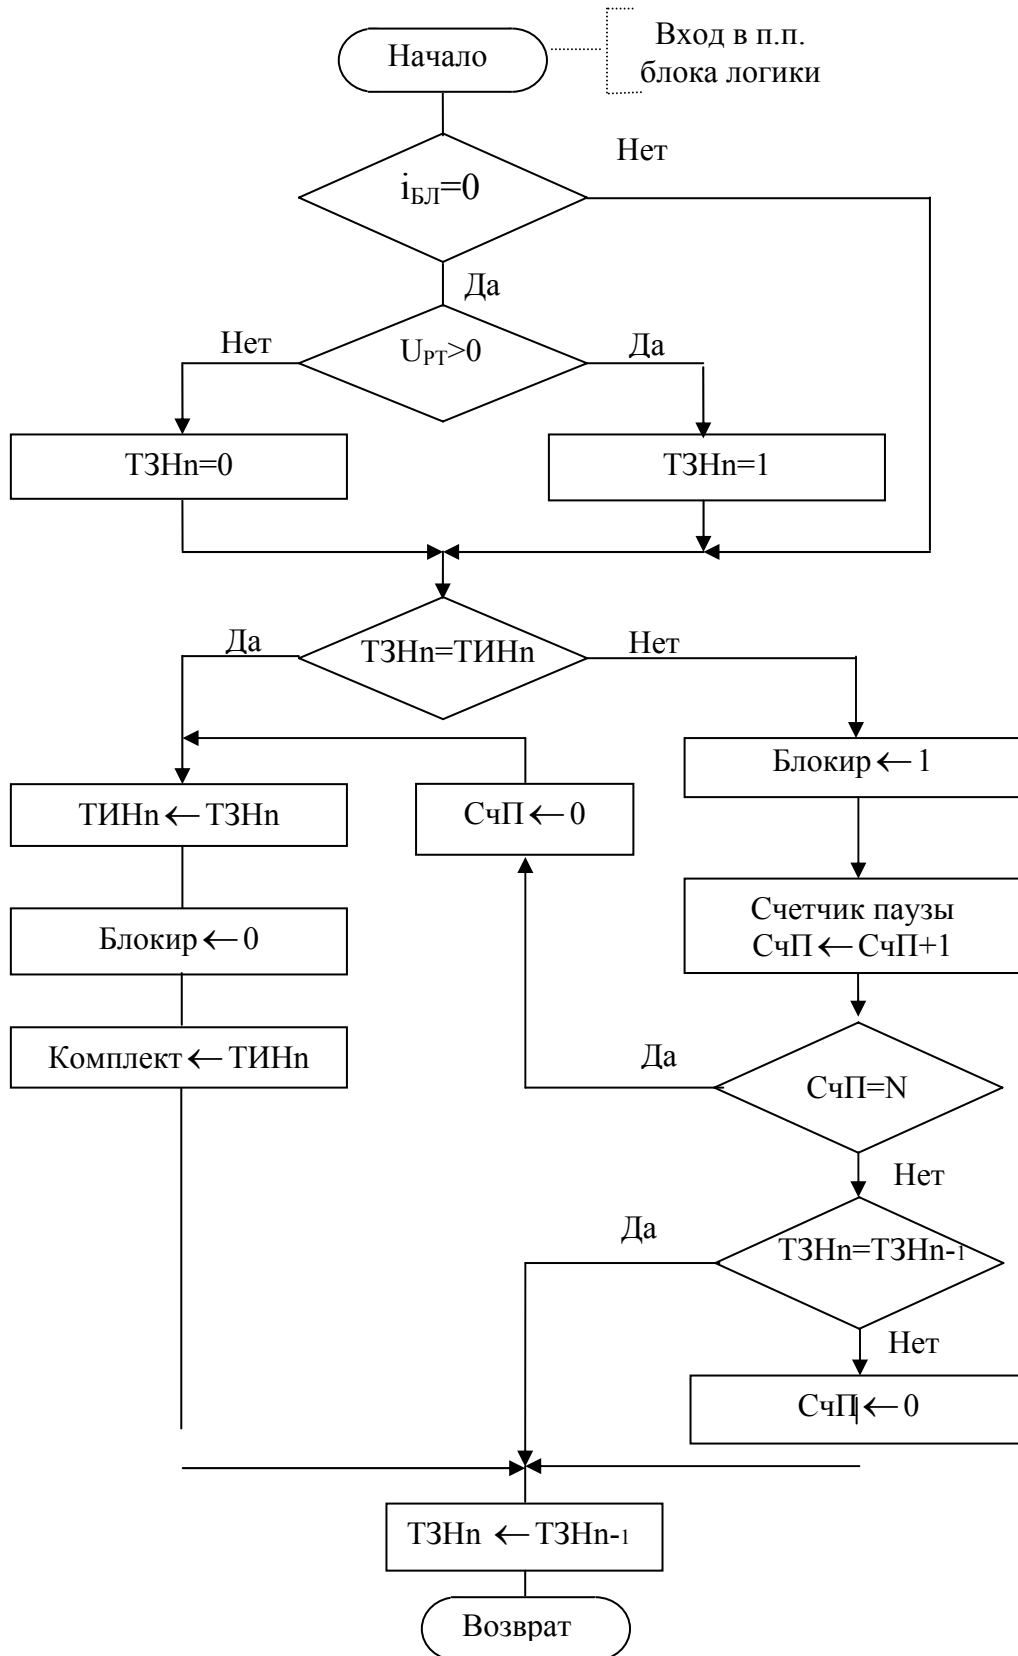 Начало
Вход в п.п.
блока логики
Нет
iБЛ=0
Да
Нет
UРТ>0
Да
ТЗНn=0
ТЗНn=1
Да
ТЗНn=ТИНn
Нет
Блокир←1
ТИНn←ТЗНn
СчП←0
Счетчик паузы
СчП←СчП+1
Блокир←0
Комплект←ТИНn
Да
СчП=N
Нет
Да
ТЗНn=ТЗНn-1
Нет
СчП←0
ТЗНn ←ТЗНn-1
Возврат